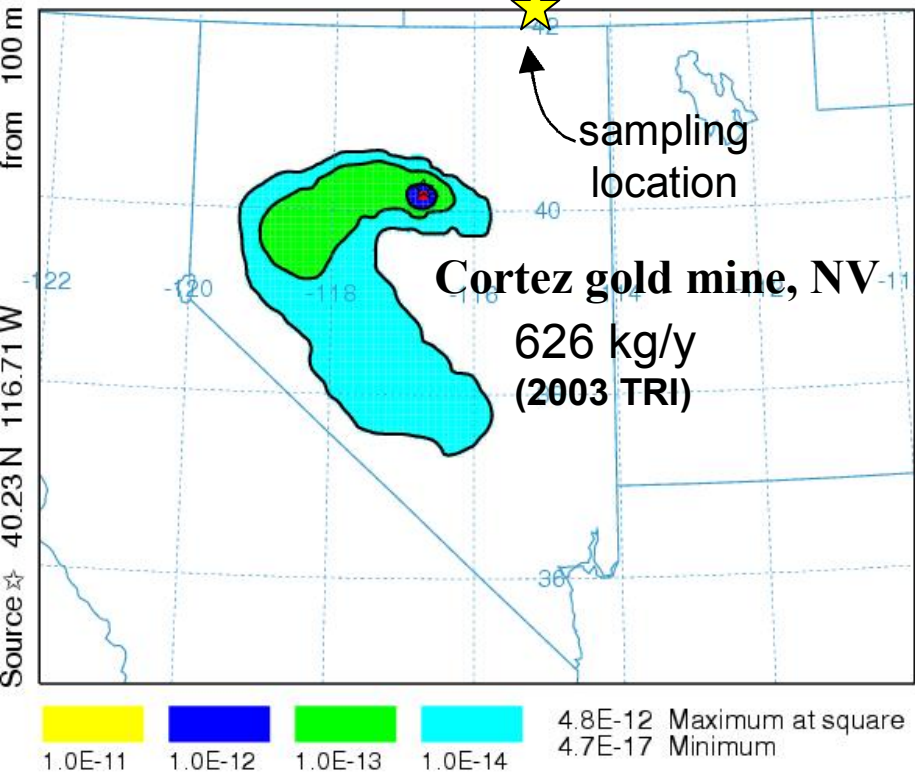 Source ☆ 40.23 N 116.71 W from 100 m
42
sampling
location
40
-122
-120
-118
-116
Cortez gold mine, NV
626 kg/y
(2003 TRI)
36
1.0E-11 1.0E-12 1.0E-13 1.0E-14
4.8E-12 Maximum at square
4.7E-17 Minimum